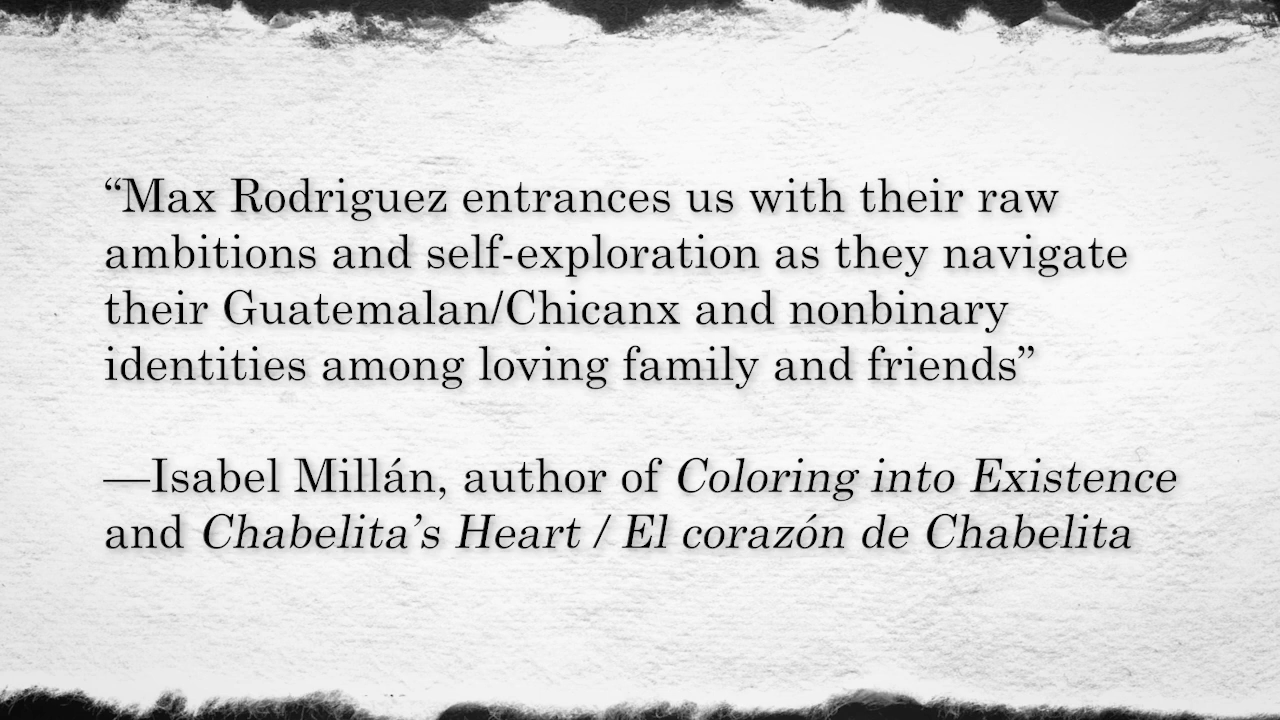 “Max Rodriguez entrances us with their raw
ambitions and self-exploration as they navigate
their Guatemalan/Chicanx and nonbinary
identities among loving family and friends”
—Isabel Millán, author of Coloring into Existence
and Chabelita’s Heart / El corazón de Chabelita